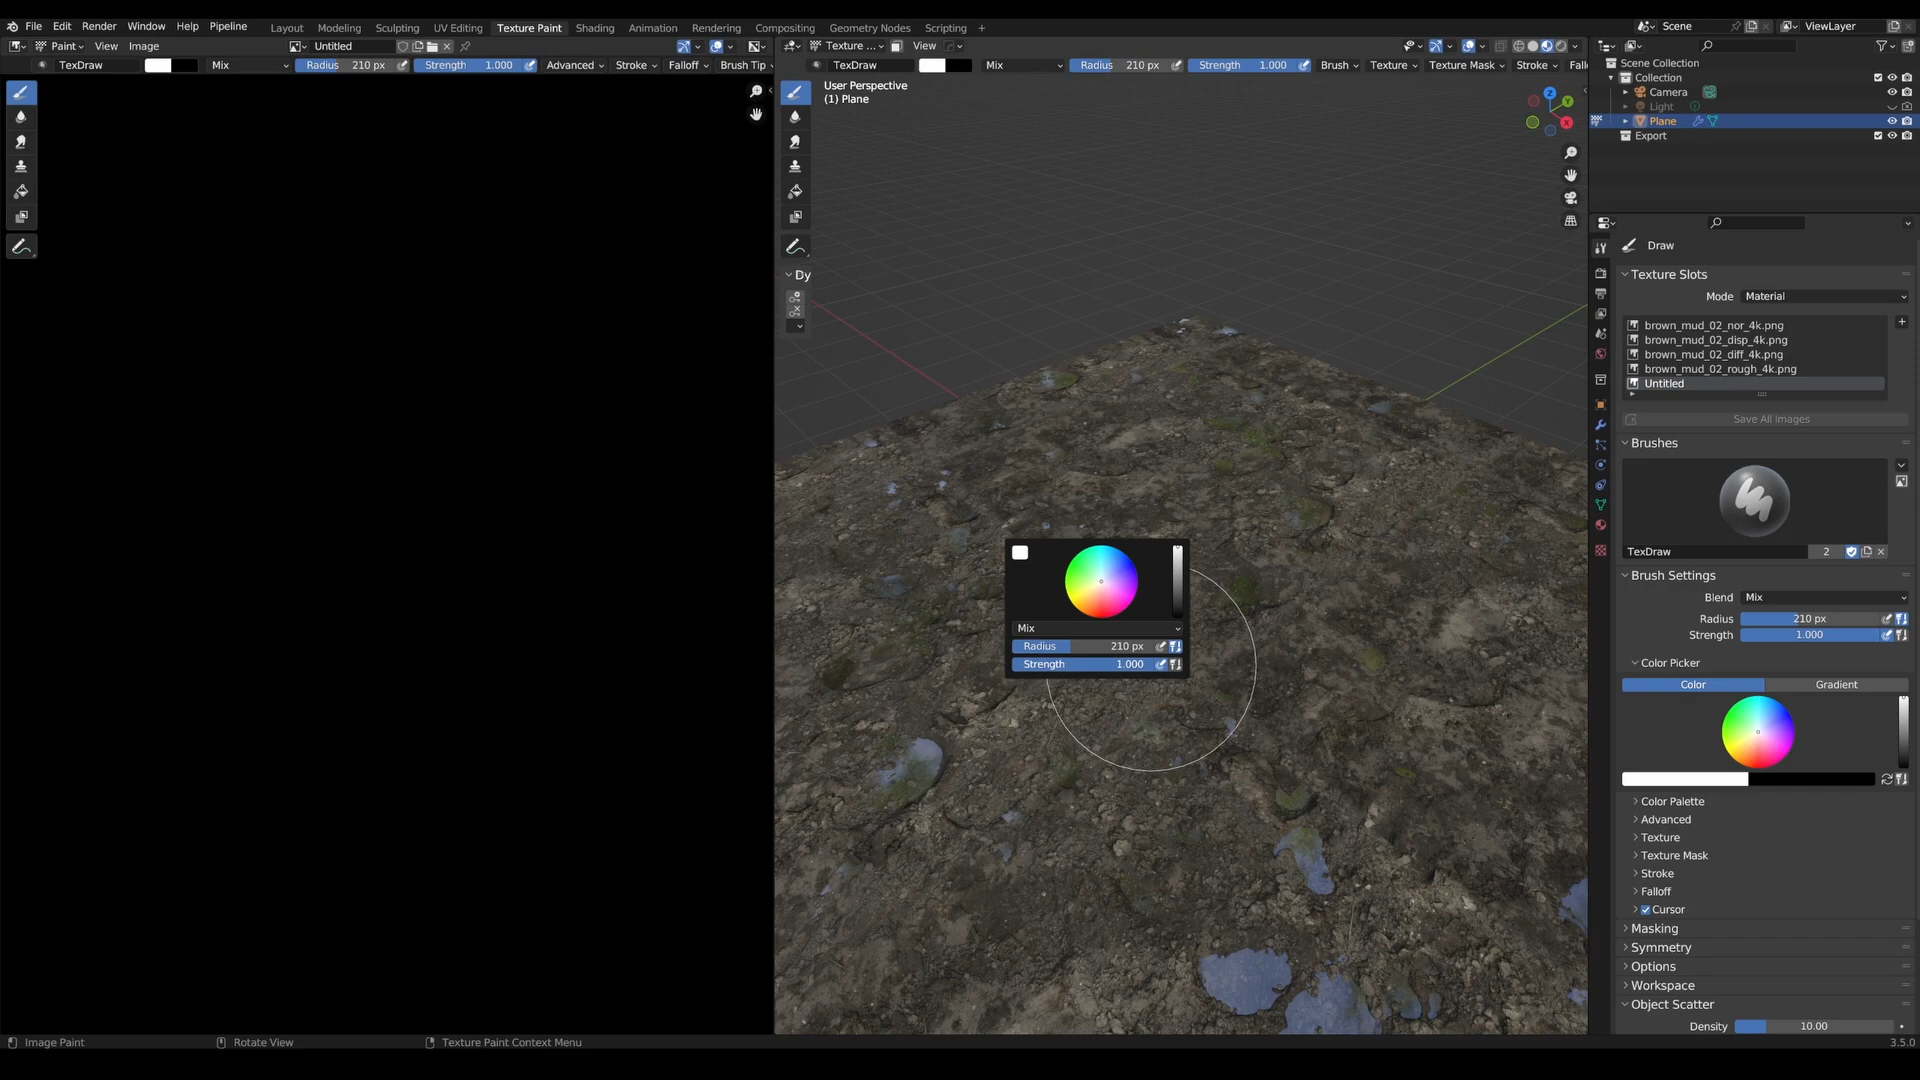 File Edit Render Window Help Pipeline Layout Modeling Sculpting UV Editing Texture Paint Shading Animation Rendering Compositing Geometry Nodes Scripting + Scene ViewLayer
Paint View Image Untitled Texture ... View
TexDraw Mix Radius 210 px Strength 1.000 Advanced Stroke Falloff Brush Tip TexDraw Mix Radius 210 px Strength 1.000 Brush Texture Texture Mask Stroke Fall
User Perspective
(1) Plane
Z
Y
X
Dy
Mix
Radius 210 px
Strength 1.000
Scene Collection
Collection
Camera
Light
Plane
Export
Draw
Texture Slots
Mode Material
brown_mud_02_nor_4k.png
brown_mud_02_disp_4k.png
brown_mud_02_diff_4k.png
brown_mud_02_rough_4k.png
Untitled
Save All Images
Brushes
TexDraw 2
Brush Settings
Blend Mix
Radius 210 px
Strength 1.000
Color Picker
Color Gradient
Color Palette
Advanced
Texture
Texture Mask
Stroke
Falloff
Cursor
Masking
Symmetry
Options
Workspace
Object Scatter
Density 10.00
Image Paint Rotate View Texture Paint Context Menu 3.5.0